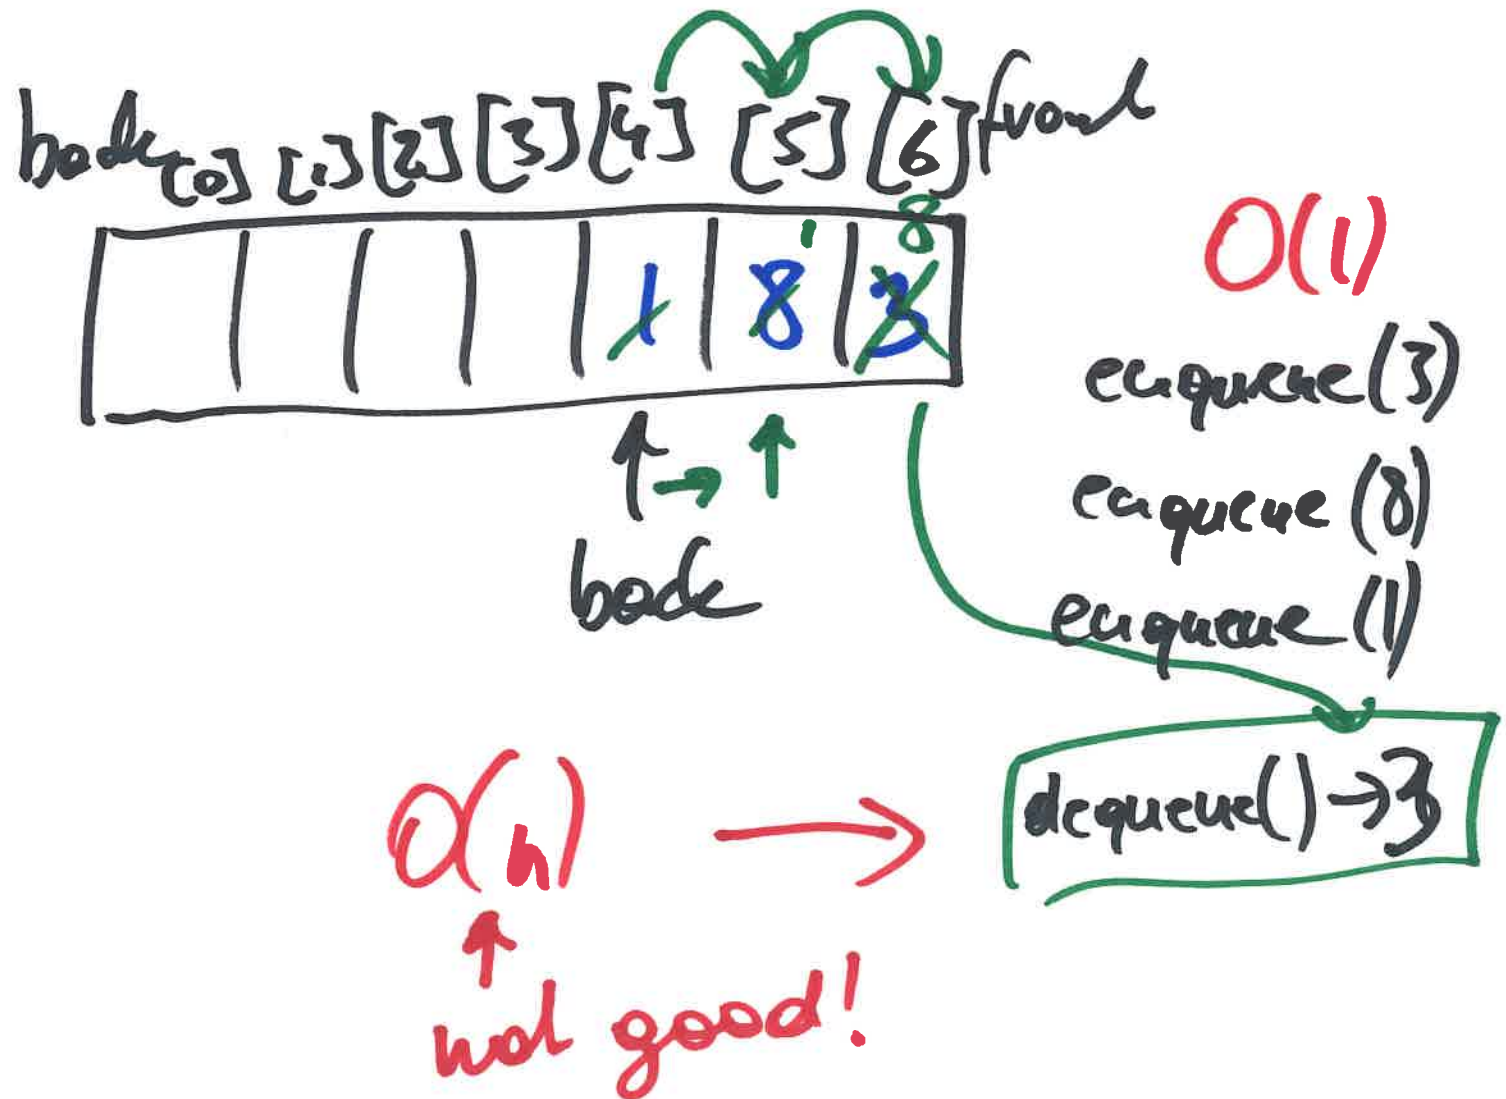 back [0] [1] [2] [3] [4] [5] [6] front
1 8
1 8 3
O(1)
enqueue(3)
enqueue(8)
back
enqueue(1)
dequeue() → 3
O(n) →
not good!